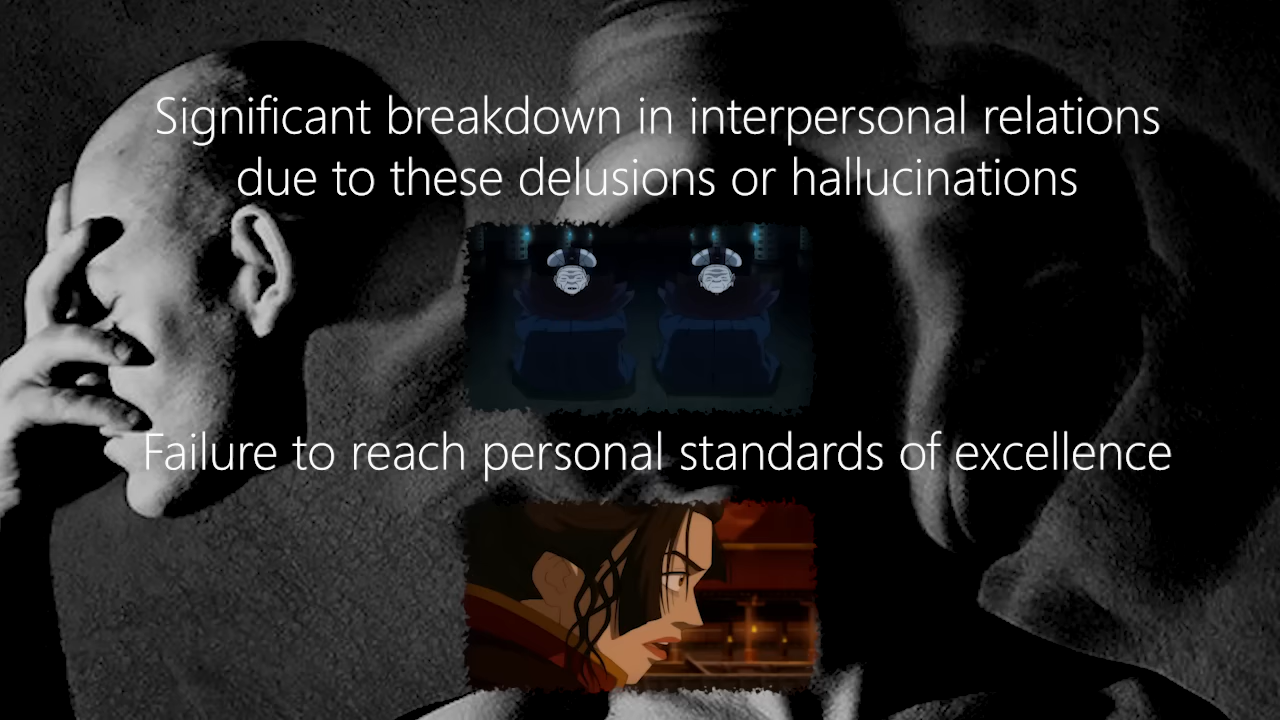 Significant breakdown in interpersonal relations
due to these delusions or hallucinations
Failure to reach personal standards of excellence